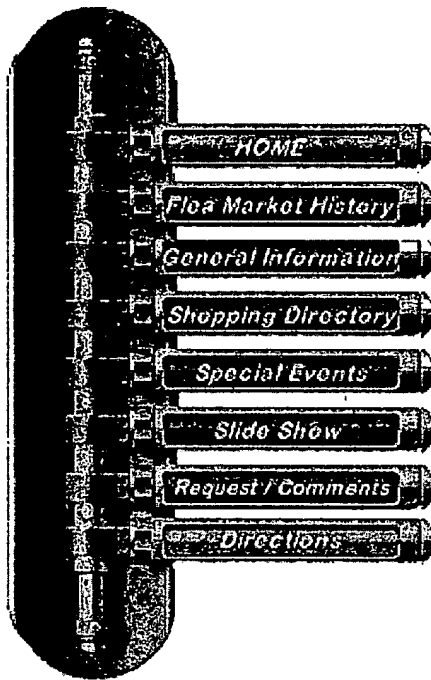 HOME
Flea Market History
General Information
Shopping Directory
Special Events
Slide Show
Request / Comments
Directions